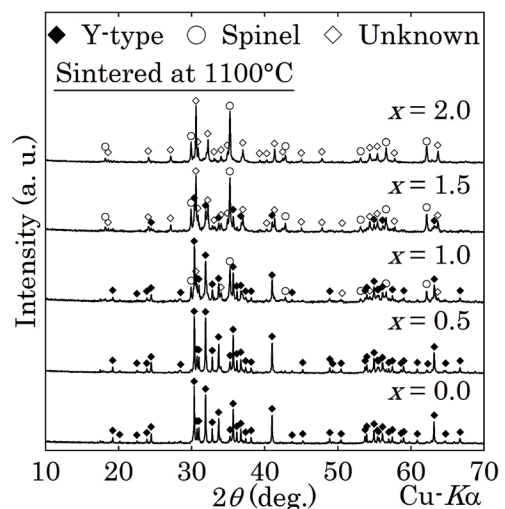 ◆ Y-type ○ Spinel ◇ Unknown
Sintered at 1100°C
x = 2.0
x = 1.5
x = 1.0
x = 0.5
x = 0.0
Intensity (a. u.)
10 20 30 40 50 60 70
2θ (deg.) Cu-Kα